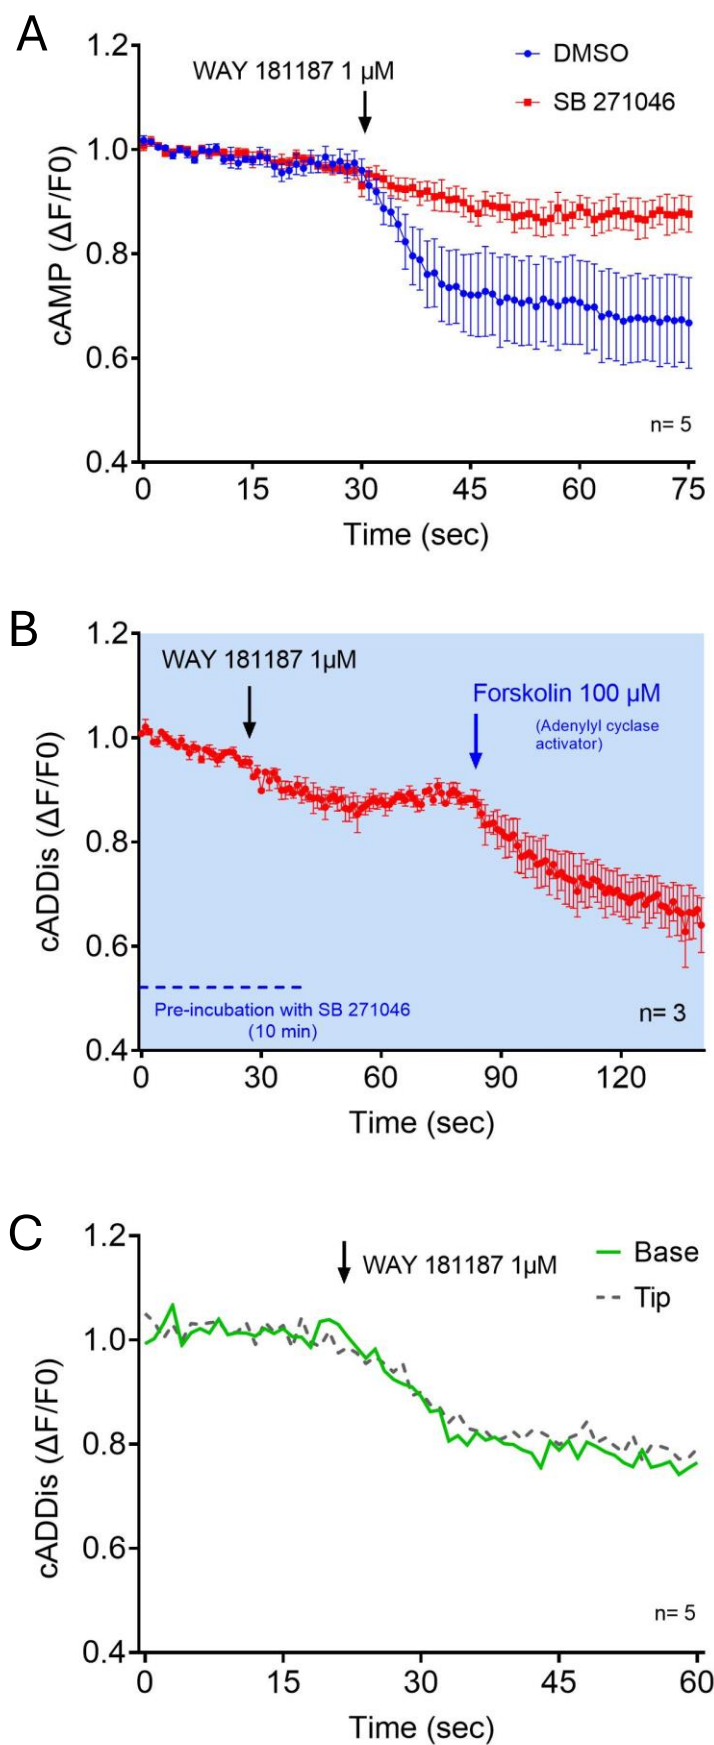 A
1.2
WAY 181187 1 µM
DMSO
SB 271046
1.0
0.8
0.6
0.4
cAMP (ΔF/F0)
n= 5
0 15 30 45 60 75
Time (sec)
B
1.2
WAY 181187 1µM
Forskolin 100 µM
(Adenylyl cyclase
activator)
1.0
0.8
0.6
0.4
cADDis (ΔF/F0)
Pre-incubation with SB 271046
(10 min)
n= 3
0 30 60 90 120
Time (sec)
C
1.2
WAY 181187 1µM
Base
Tip
1.0
0.8
0.6
0.4
cADDis (ΔF/F0)
n= 5
0 15 30 45 60
Time (sec)